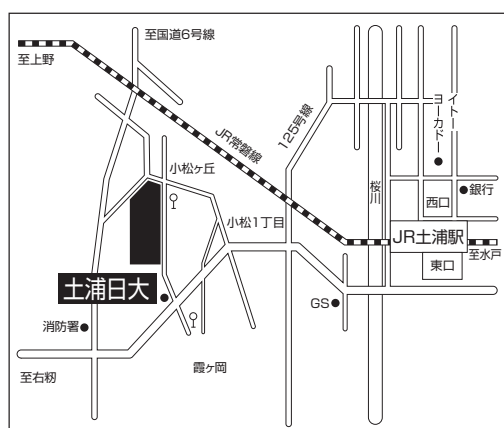 至国道6号線
至上野
イトーヨーカドー
125号線
JR常磐線
小松ヶ丘
桜川
西口
銀行
小松1丁目
JR土浦駅
至水戸
東口
土浦日大
GS
消防署
至右籾
霞ヶ岡